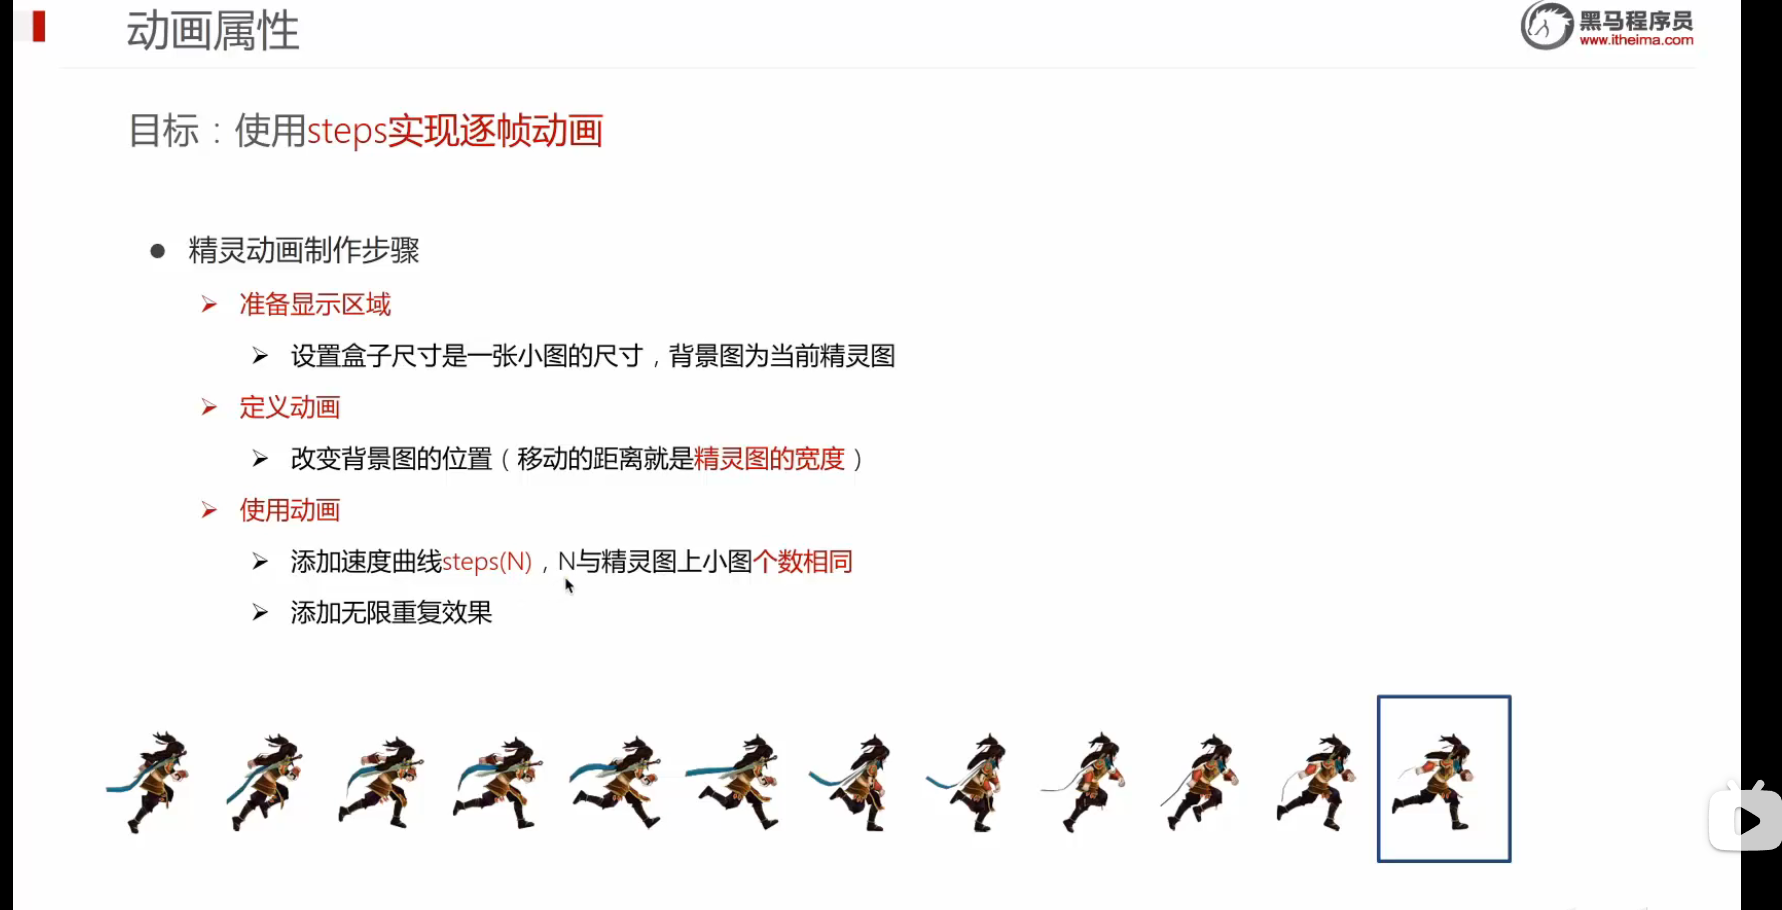 动画属性
黑马程序员
www.itheima.com
目标：使用steps实现逐帧动画
精灵动画制作步骤
准备显示区域
设置盒子尺寸是一张小图的尺寸，背景图为当前精灵图
定义动画
改变背景图的位置（移动的距离就是精灵图的宽度）
使用动画
添加速度曲线steps(N)，N与精灵图上小图个数相同
添加无限重复效果